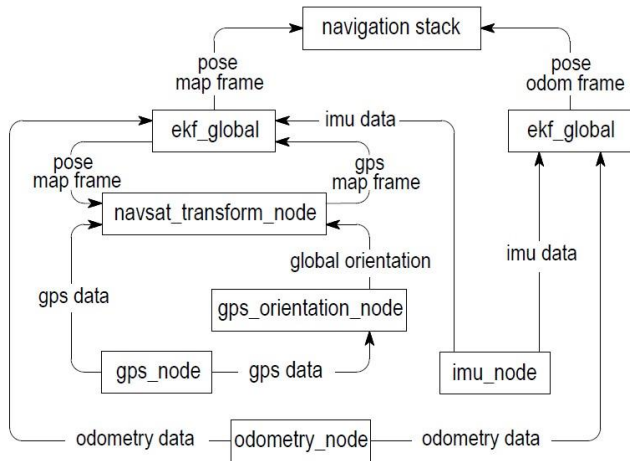 navigation stack
pose
map frame
pose
odom frame
ekf_global
imu data
ekf_global
pose
map frame
gps
map frame
navsat_transform_node
global orientation
imu data
gps data
gps_orientation_node
gps_node
gps data
imu_node
odometry data
odometry_node
odometry data